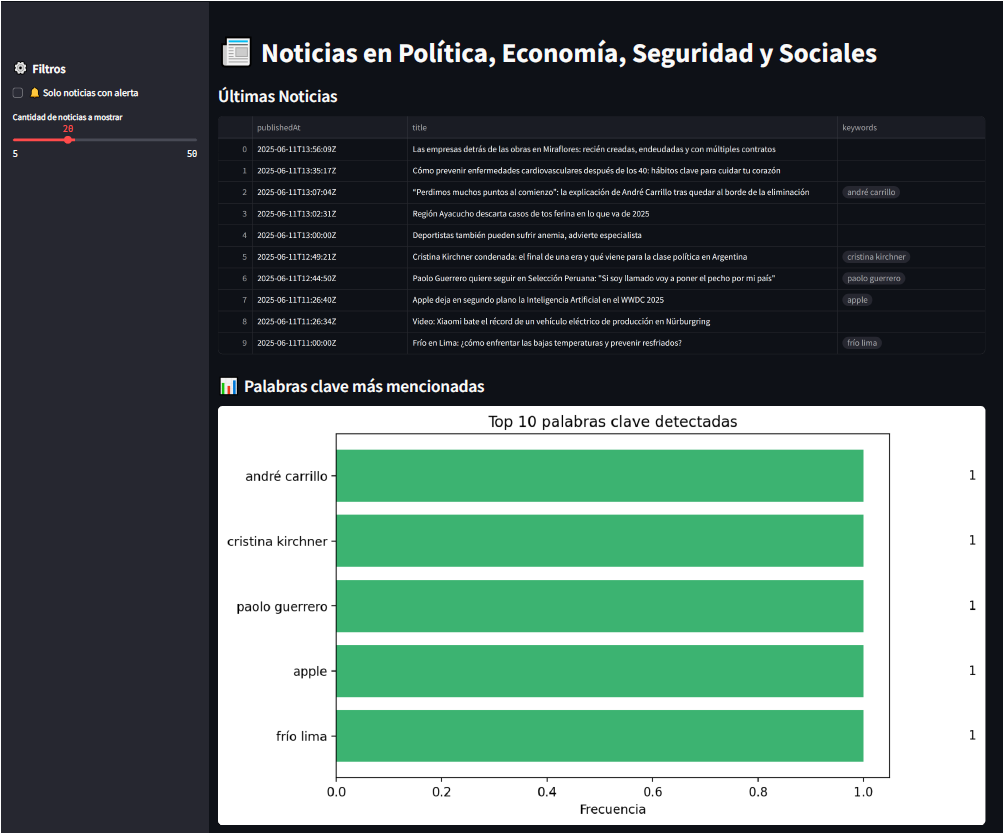 Filtros
Solo noticias con alerta
Cantidad de noticias a mostrar
20
5 50
Noticias en Política, Economía, Seguridad y Sociales
Últimas Noticias
publishedAt title keywords
0 2025-06-11T13:56:09Z Las empresas detrás de las obras en Miraflores: recién creadas, endeudadas y con múltiples contratos
1 2025-06-11T13:35:17Z Cómo prevenir enfermedades cardiovasculares después de los 40: hábitos clave para cuidar tu corazón
2 2025-06-11T13:07:04Z “Perdimos muchos puntos al comienzo”: la explicación de André Carrillo tras quedar al borde de la eliminación andré carrillo
3 2025-06-11T13:02:31Z Región Ayacucho descarta casos de tos ferina en lo que va de 2025
4 2025-06-11T13:00:00Z Deportistas también pueden sufrir anemia, advierte especialista
5 2025-06-11T12:49:21Z Cristina Kirchner condenada: el final de una era y qué viene para la clase política en Argentina cristina kirchner
6 2025-06-11T12:44:50Z Paolo Guerrero quiere seguir en Selección Peruana: “Si soy llamado voy a poner el pecho por mi país” paolo guerrero
7 2025-06-11T11:26:40Z Apple deja en segundo plano la Inteligencia Artificial en el WWDC 2025 apple
8 2025-06-11T11:26:34Z Video: Xiaomi bate el récord de un vehículo eléctrico de producción en Nürburgring
9 2025-06-11T11:00:00Z Frío en Lima: ¿cómo enfrentar las bajas temperaturas y prevenir resfriados? frío lima
Palabras clave más mencionadas
Top 10 palabras clave detectadas
andré carrillo 1
cristina kirchner 1
paolo guerrero 1
apple 1
frío lima 1
0.0 0.2 0.4 0.6 0.8 1.0
Frecuencia